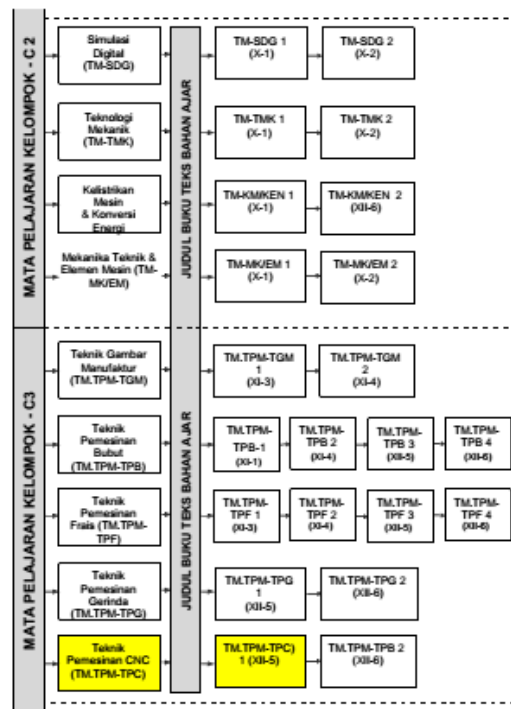 MATA PELAJARAN KELOMPOK - C 2
JUDUL BUKU TEKS BAHAN AJAR
Simulasi
Digital
(TM-SDG)
TM-SDG 1
(X-1)
TM-SDG 2
(X-2)
Teknologi
Mekanik
(TM-TMK)
TM-TMK 1
(X-1)
TM-TMK 2
(X-2)
Kelistrikan
Mesin
& Konversi
Energi
TM-KM/KEN 1
(X-1)
TM-KM/KEN 2
(XII-6)
Mekanika Teknik &
Elemen Mesin (TM-
MK/EM)
TM-MK/EM 1
(X-1)
TM-MK/EM 2
(X-2)
MATA PELAJARAN KELOMPOK - C3
JUDUL BUKU TEKS BAHAN AJAR
Teknik Gambar
Manufaktur
(TM.TPM-TGM)
TM.TPM-TGM
1
(XI-3)
TM.TPM-TGM
2
(XI-4)
Teknik
Pemesinan
Bubut
(TM.TPM-TPB)
TM.TPM-
TPB-1
(XI-1)
TM.TPM-
TPB 2
(XI-4)
TM.TPM-
TPB 3
(XII-5)
TM.TPM-
TPB 4
(XII-6)
Teknik
Pemesinan
Frais (TM.TPM-
TPF)
TM.TPM-
TPF 1
(XI-3)
TM.TPM-
TPF 2
(XI-4)
TM.TPM-
TPF 3
(XII-5)
TM.TPM-
TPF 4
(XII-6)
Teknik
Pemesinan
Gerinda
(TM.TPM-TPG)
TM.TPM-TPG
1
(XII-5)
TM.TPM-TPG 2
(XII-6)
Teknik
Pemesinan CNC
(TM.TPM-TPC)
TM.TPM-TPC)
1 (XII-5)
TM.TPM-TPB 2
(XII-6)